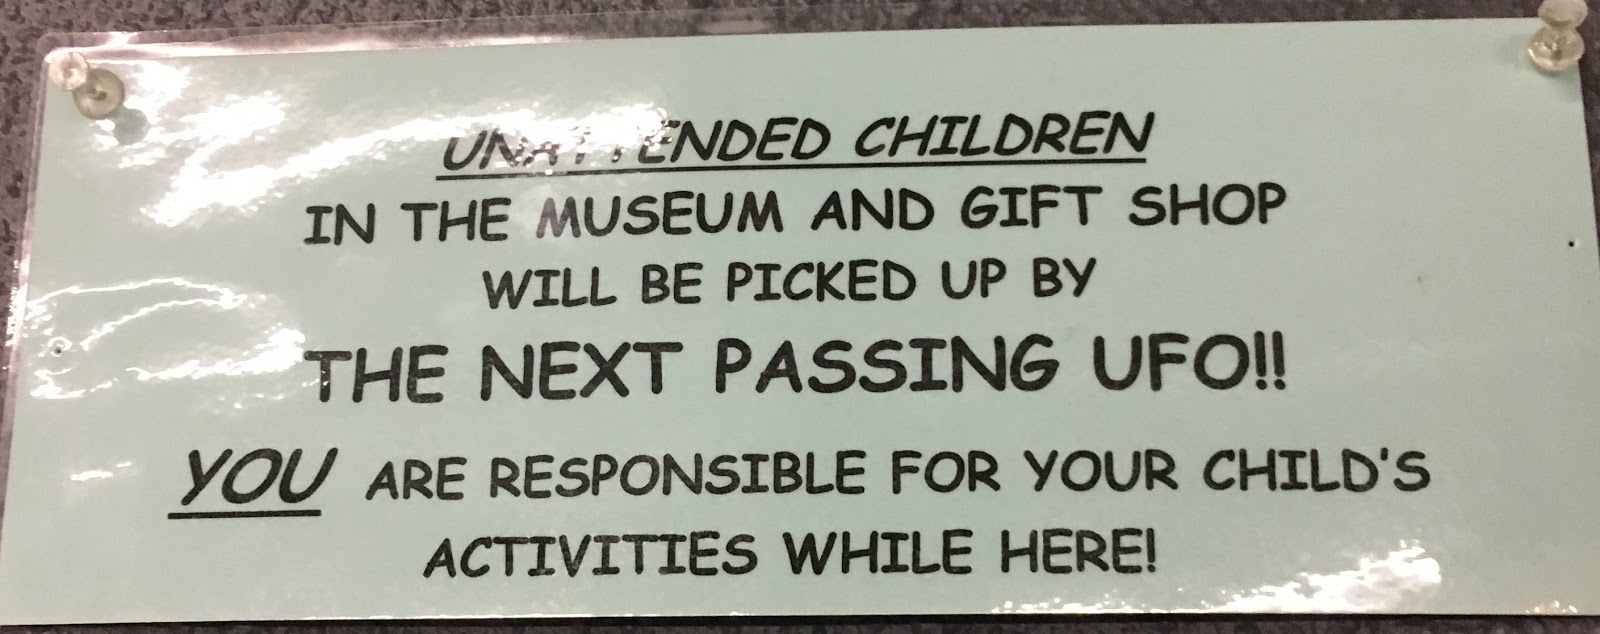 UNATTENDED CHILDREN
IN THE MUSEUM AND GIFT SHOP
WILL BE PICKED UP BY
THE NEXT PASSING UFO!!
YOU ARE RESPONSIBLE FOR YOUR CHILD'S
ACTIVITIES WHILE HERE!